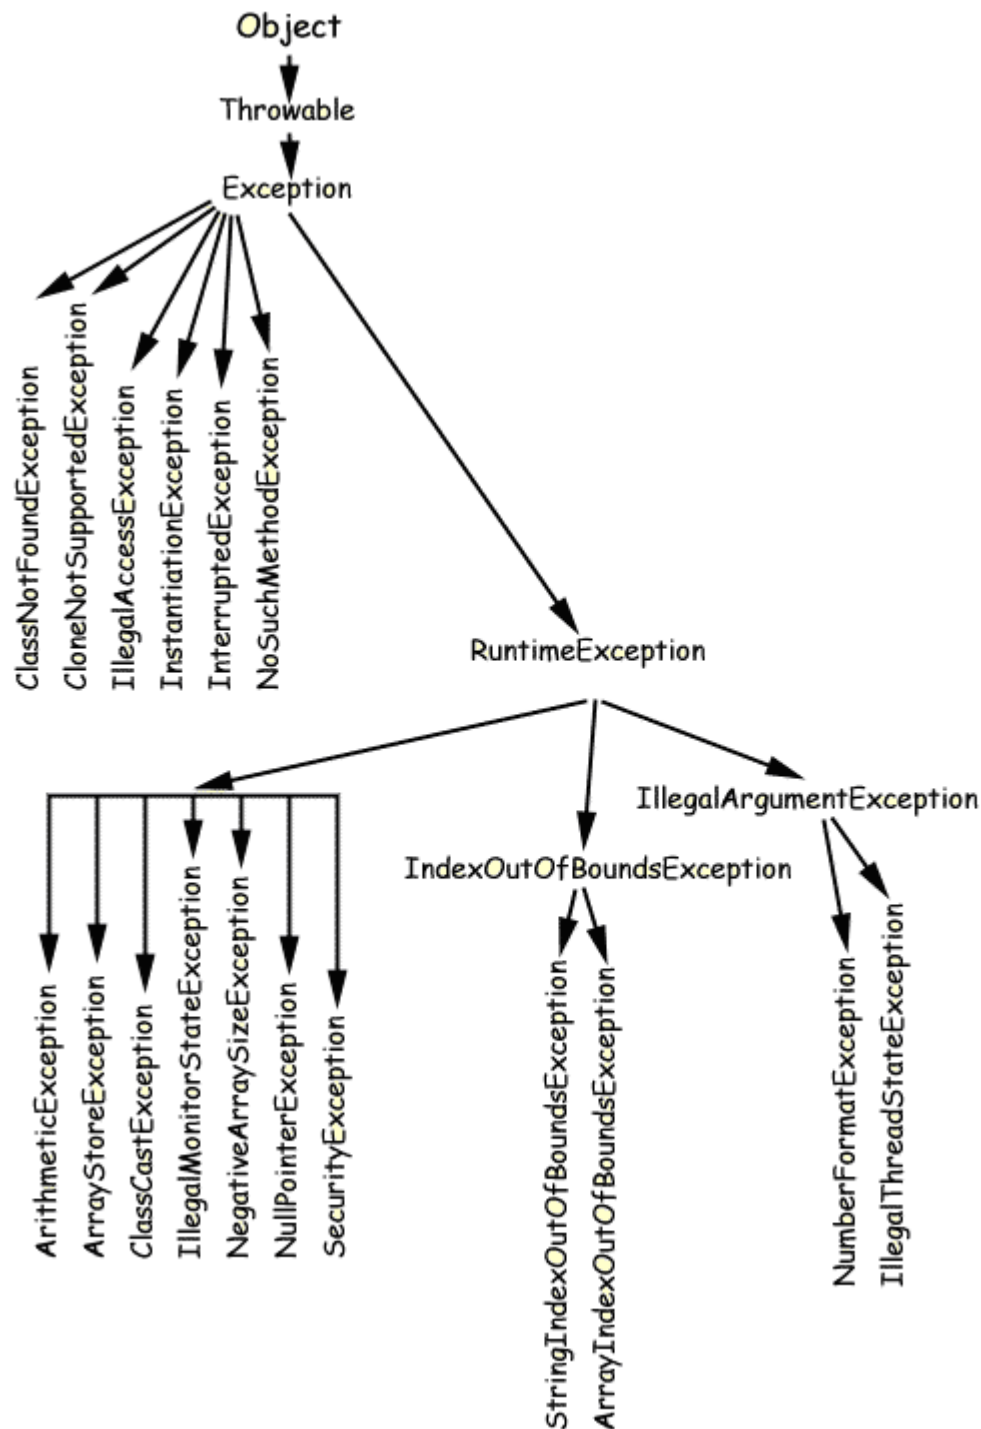 Object
Throwable
Exception
ClassNotFoundException
CloneNotSupportedException
IllegalAccessException
InstantiationException
InterruptedException
NoSuchMethodException
RuntimeException
IllegalArgumentException
IndexOutOfBoundsException
ArithmeticException
ArrayStoreException
ClassCastException
IllegalMonitorStateException
NegativeArraySizeException
NullPointerException
SecurityException
StringIndexOutOfBoundsException
ArrayIndexOutOfBoundsException
NumberFormatException
IllegalThreadStateException